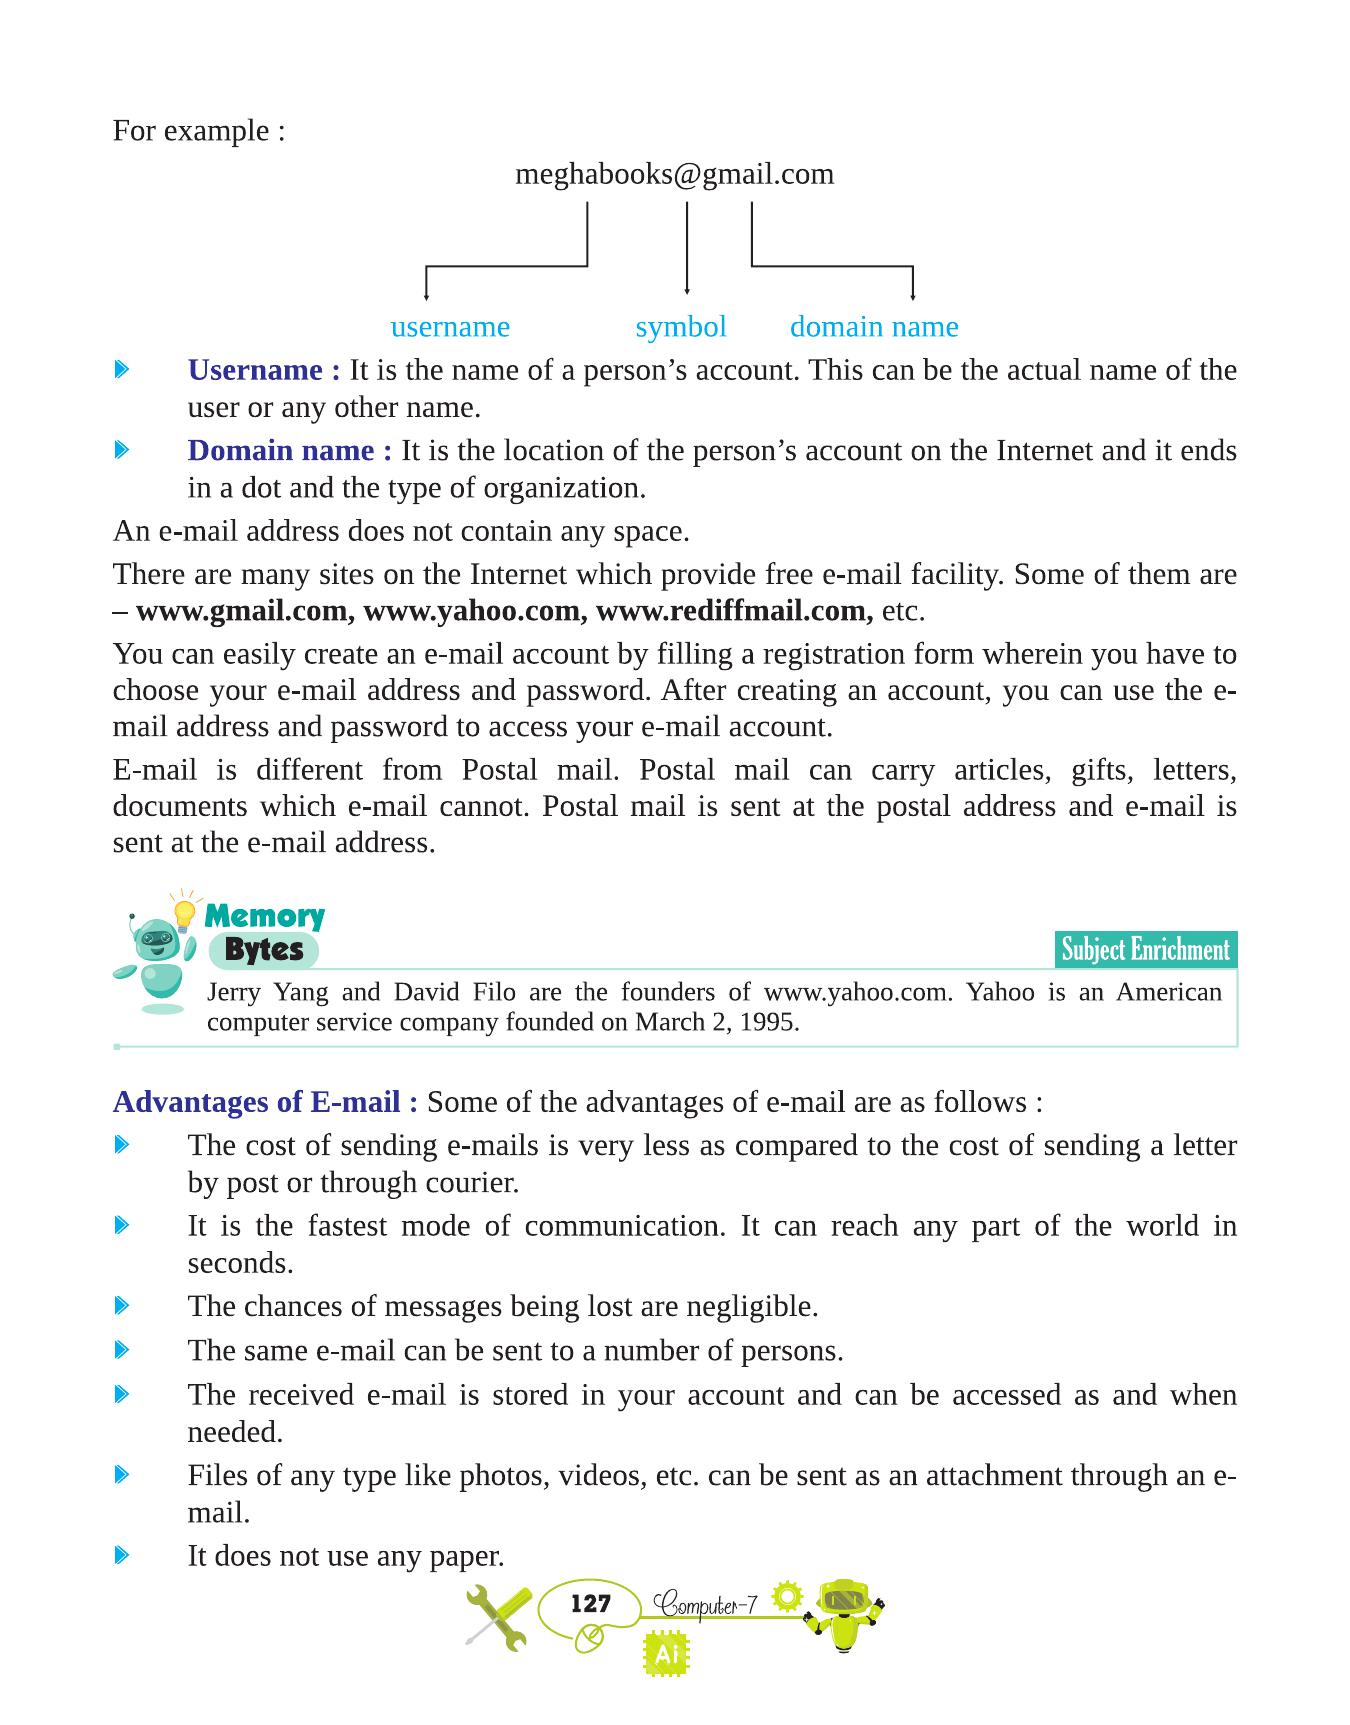 For example :
meghabooks@gmail.com
username symbol domain name
Username : It is the name of a person’s account. This can be the actual name of the
user or any other name.
Domain name : It is the location of the person’s account on the Internet and it ends
in a dot and the type of organization.
An e-mail address does not contain any space.
There are many sites on the Internet which provide free e-mail facility. Some of them are
– www.gmail.com, www.yahoo.com, www.rediffmail.com, etc.
You can easily create an e-mail account by filling a registration form wherein you have to
choose your e-mail address and password. After creating an account, you can use the e-
mail address and password to access your e-mail account.
E-mail is different from Postal mail. Postal mail can carry articles, gifts, letters,
documents which e-mail cannot. Postal mail is sent at the postal address and e-mail is
sent at the e-mail address.
Memory
Bytes
Subject Enrichment
Jerry Yang and David Filo are the founders of www.yahoo.com. Yahoo is an American
computer service company founded on March 2, 1995.
Advantages of E-mail : Some of the advantages of e-mail are as follows :
The cost of sending e-mails is very less as compared to the cost of sending a letter
by post or through courier.
It is the fastest mode of communication. It can reach any part of the world in
seconds.
The chances of messages being lost are negligible.
The same e-mail can be sent to a number of persons.
The received e-mail is stored in your account and can be accessed as and when
needed.
Files of any type like photos, videos, etc. can be sent as an attachment through an e-
mail.
It does not use any paper.
127 Computer-7
Ai